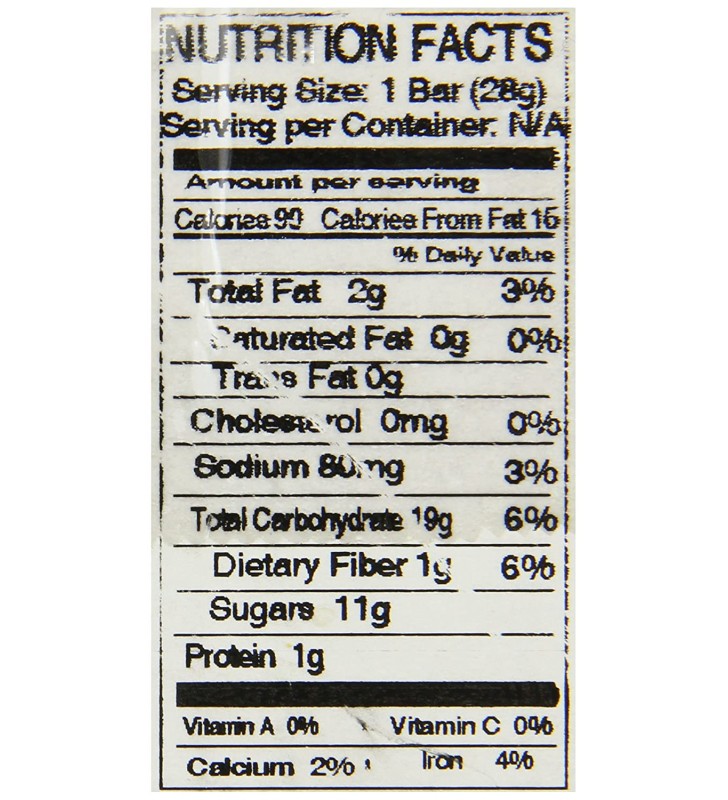 NUTRITION FACTS
Serving Size: 1 Bar (28g)
Serving per Container: N/A
Amount per serving
Calories 90 Calories From Fat 15
% Daily Value
Total Fat 2g 3%
Saturated Fat 0g 0%
Trans Fat 0g
Cholesterol 0mg 0%
Sodium 80mg 3%
Total Carbohydrate 19g 6%
Dietary Fiber 1g 6%
Sugars 11g
Protein 1g
Vitamin A 0% Vitamin C 0%
Calcium 2% Iron 4%